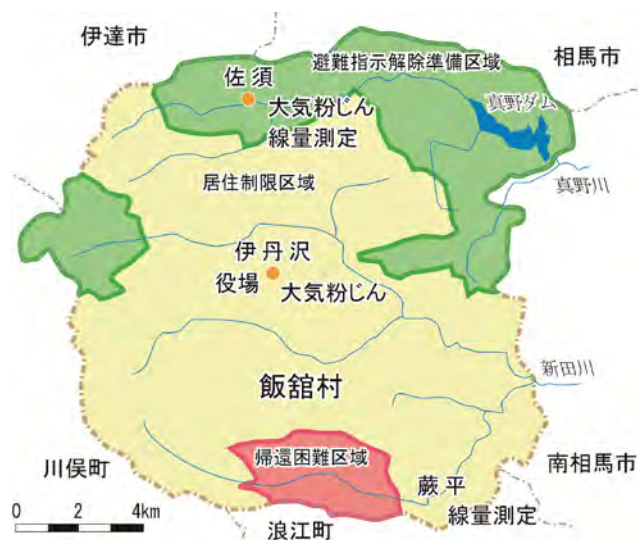 伊達市
避難指示解除準備区域
相馬市
佐須
真野ダム
大気粉じん
線量測定
居住制限区域
真野川
伊丹沢
役場
大気粉じん
新田川
飯舘村
帰還困難区域
川俣町
南相馬市
蕨平
線量測定
0 2 4km
浪江町